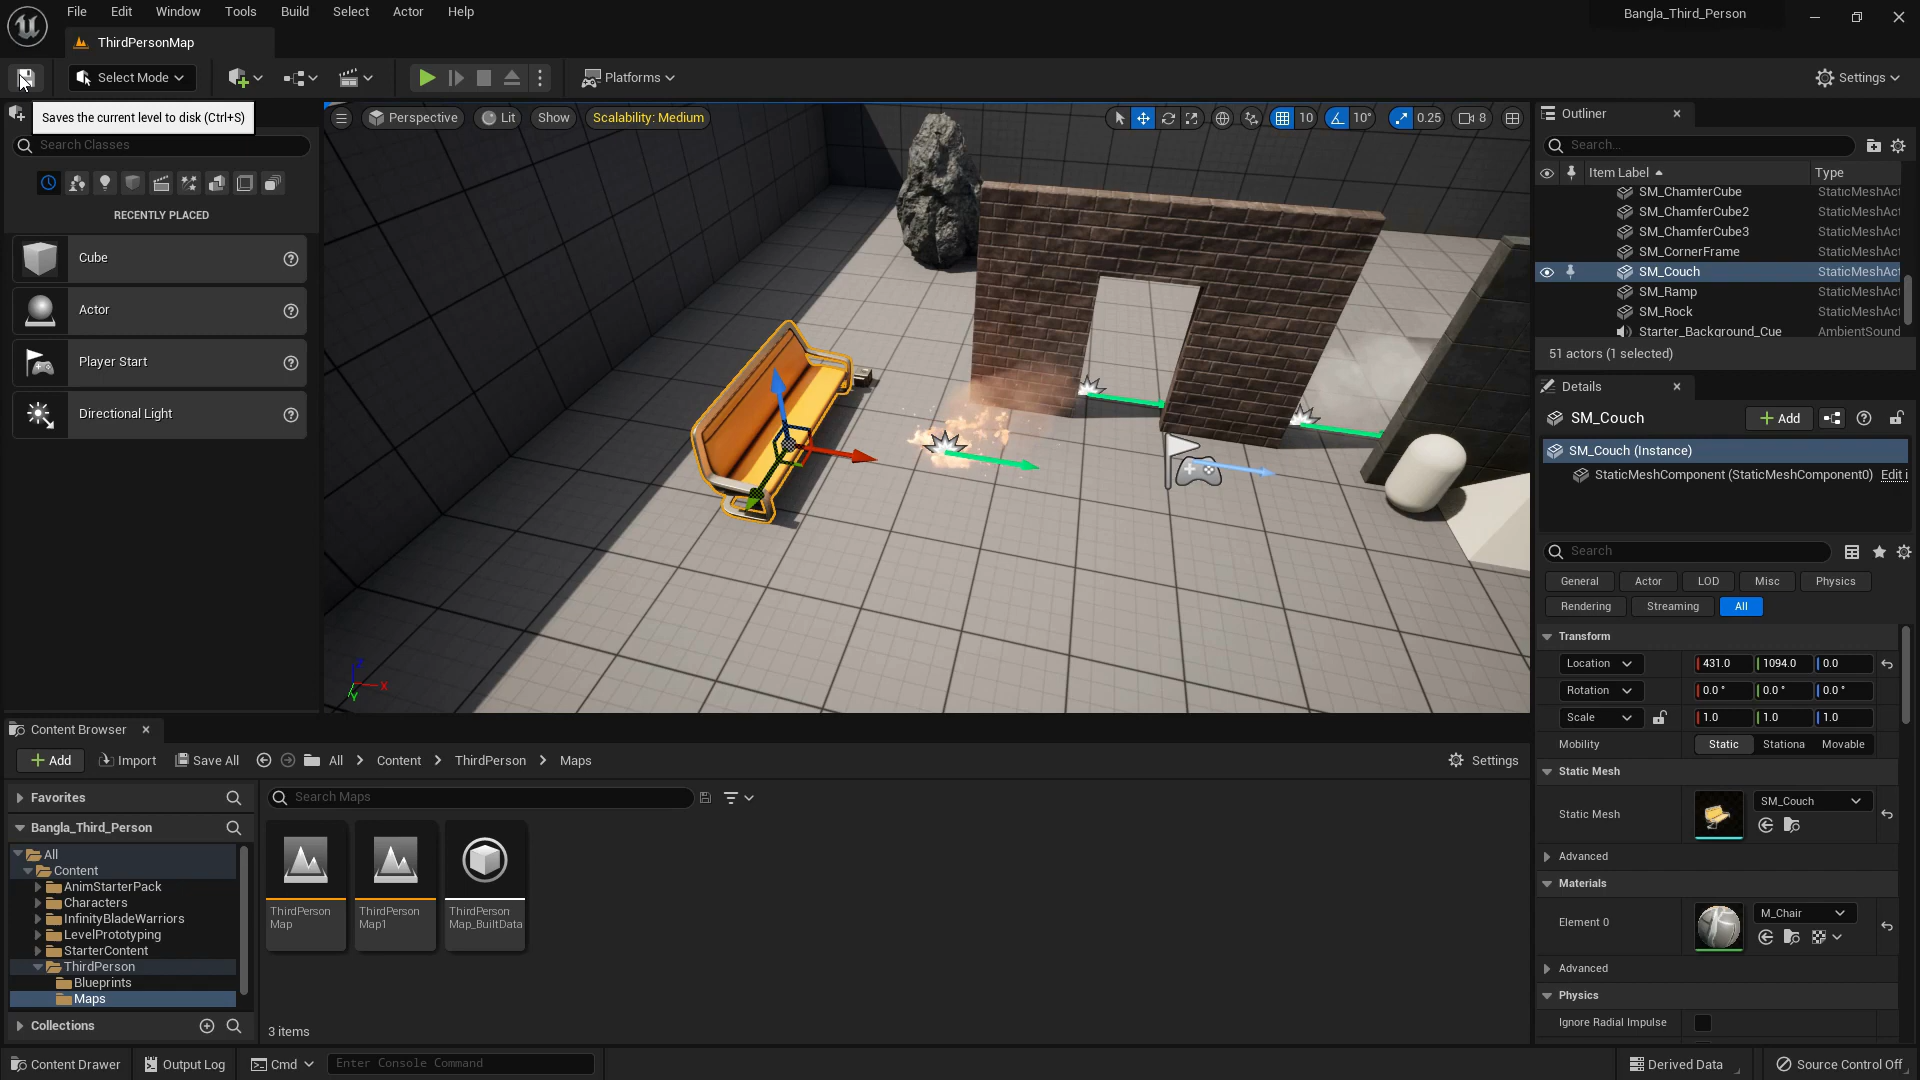 File Edit Window Tools Build Select Actor Help
Bangla_Third_Person
ThirdPersonMap
Select Mode
Platforms
Settings
Saves the current level to disk (Ctrl+S)
Search Classes
RECENTLY PLACED
Cube
Actor
Player Start
Directional Light
Perspective Lit Show Scalability: Medium
10 10° 0.25 8
X
Y
Z
Outliner
Search...
Item Label Type
SM_ChamferCube StaticMeshAct
SM_ChamferCube2 StaticMeshAct
SM_ChamferCube3 StaticMeshAct
SM_CornerFrame StaticMeshAct
SM_Couch StaticMeshAct
SM_Ramp StaticMeshAct
SM_Rock StaticMeshAct
Starter_Background_Cue AmbientSound
51 actors (1 selected)
Details
SM_Couch Add
SM_Couch (Instance)
StaticMeshComponent (StaticMeshComponent0) Edit i
Search
General Actor LOD Misc Physics
Rendering Streaming All
Transform
Location 431.0 1094.0 0.0
Rotation 0.0 ° 0.0 ° 0.0 °
Scale 1.0 1.0 1.0
Mobility Static Stationa Movable
Static Mesh
Static Mesh SM_Couch
Advanced
Materials
Element 0 M_Chair
Advanced
Physics
Ignore Radial Impulse
Content Browser
Add Import Save All All Content ThirdPerson Maps Settings
Favorites
Bangla_Third_Person
All
Content
AnimStarterPack
Characters
InfinityBladeWarriors
LevelPrototyping
StarterContent
ThirdPerson
Blueprints
Maps
Collections
Search Maps
ThirdPerson
Map
ThirdPerson
Map1
ThirdPerson
Map_BuiltData
3 items
Content Drawer Output Log Cmd Enter Console Command Derived Data Source Control Off